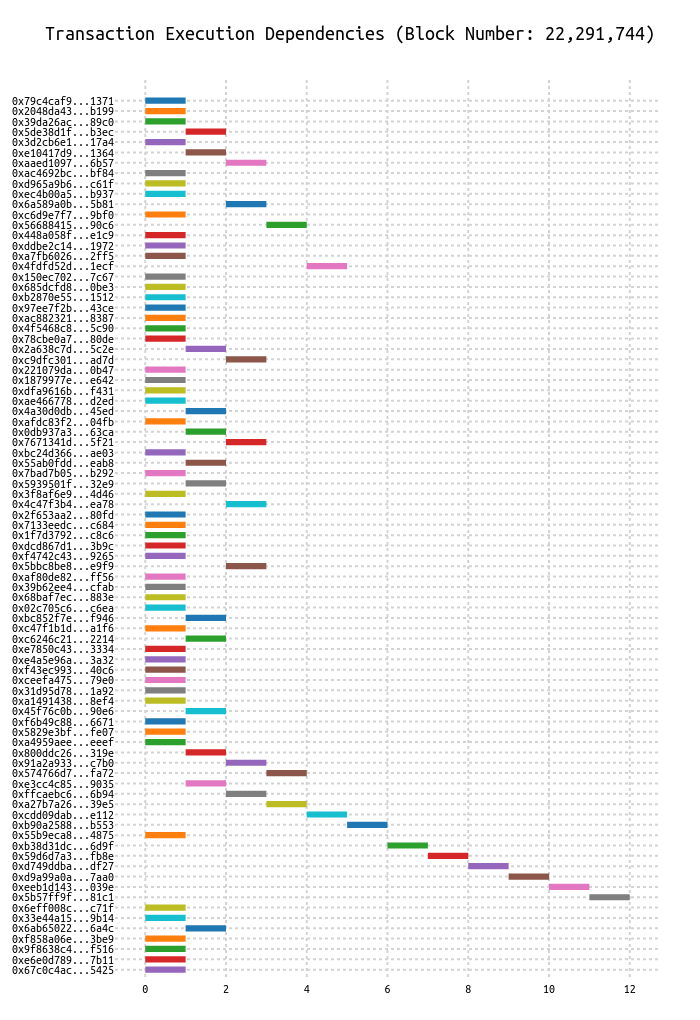 Transaction Execution Dependencies (Block Number: 22,291,744)
0x79c4caf9...1371
0x2048da43...b199
0x39da26ac...89c0
0x5de38d1f...b3ec
0x3d2cb6e1...17a4
0xe10417d9...1364
0xaaed1097...6b57
0xac4692bc...bf84
0xd965a9b6...c61f
0xec4b00a5...b937
0x6a589a0b...5b81
0xc6d9e7f7...9bf0
0x56688415...90c6
0x448a058f...e1c9
0xddbe2c14...1972
0xa7fb6026...2ff5
0x4fdfd52d...1ecf
0x150ec702...7c67
0x685dcfd8...0be3
0xb2870e55...1512
0x97ee7f2b...43ce
0xac882321...8387
0x4f5468c8...5c90
0x78cbe0a7...80de
0x2a638c7d...5c2e
0xc9dfc301...ad7d
0x221079da...0b47
0x1879977e...e642
0xdfa9616b...f431
0xae466778...d2ed
0x4a30d0db...45ed
0xafdc83f2...04fb
0x0db937a3...63ca
0x7671341d...5f21
0xbc24d366...ae03
0x55ab0fdd...eab8
0x7bad7b05...b292
0x5939501f...32e9
0x3f8af6e9...4d46
0x4c47f3b4...ea78
0x2f653aa2...80fd
0x7133eedc...c684
0x1f7d3792...c8c6
0xdcd867d1...3b9c
0xf4742c43...9265
0x5bbc8be8...e9f9
0xaf80de82...ff56
0x39b62ee4...cfab
0x68baf7ec...883e
0x02c705c6...c6ea
0xbc852f7e...f946
0xc47f1b1d...a1f6
0xc6246c21...2214
0xe7850c43...3334
0xe4a5e96a...3a32
0xf43ec993...40c6
0xceefa475...79e0
0x31d95d78...1a92
0xa1491438...8ef4
0x45f76c0b...90e6
0xf6b49c88...6671
0x5829e3bf...fe07
0xa4959aee...eeef
0x800ddc26...319e
0x91a2a933...c7b0
0x574766d7...fa72
0xe3cc4c85...9035
0xffcaebc6...6b94
0xa27b7a26...39e5
0xcdd09dab...e112
0xb90a2588...b553
0x55b9eca8...4875
0xb38d31dc...6d9f
0x59d6d7a3...fb8e
0xd749ddba...df27
0xd9a99a0a...7aa0
0xeeb1d143...039e
0x5b57ff9f...81c1
0x6eff008c...c71f
0x33e44a15...9b14
0x6ab65022...6a4c
0xf858a06e...3be9
0x9f8638c4...f516
0xe6e0d789...7b11
0x67c0c4ac...5425
0 2 4 6 8 10 12